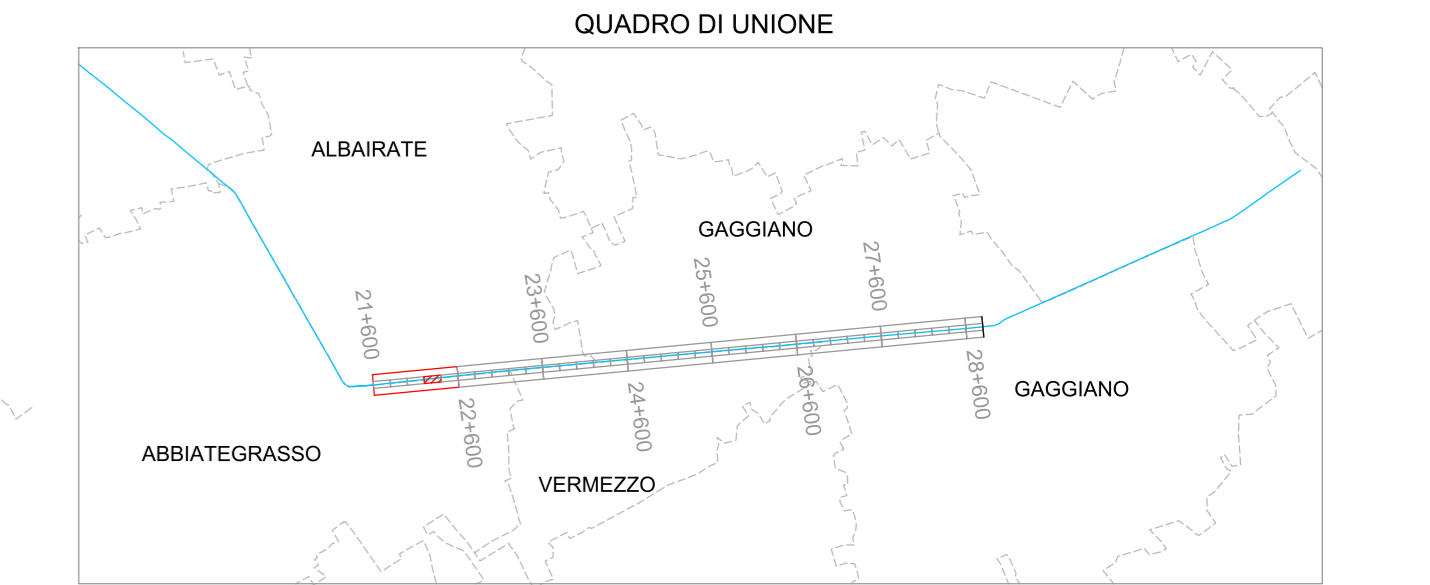 QUADRO DI UNIONE
ALBAIRATE
GAGGIANO
21+600
23+600
25+600
27+600
22+600
24+600
26+600
28+600
GAGGIANO
ABBIATEGRASSO
VERMEZZO